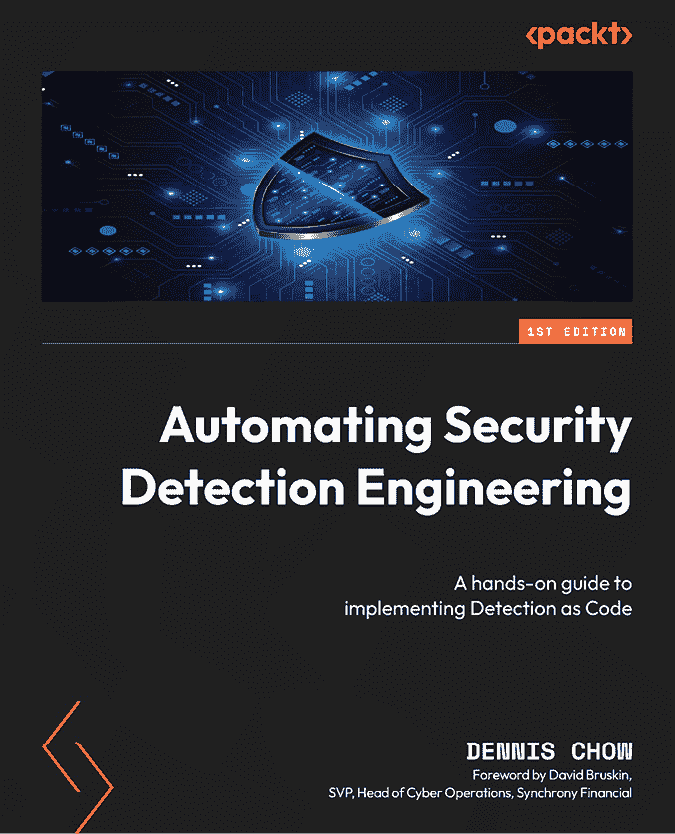 <packt>
1ST EDITION
Automating Security
Detection Engineering
A hands-on guide to
implementing Detection as Code
DENNIS CHOW
Foreword by David Bruskin,
SVP, Head of Cyber Operations, Synchrony Financial